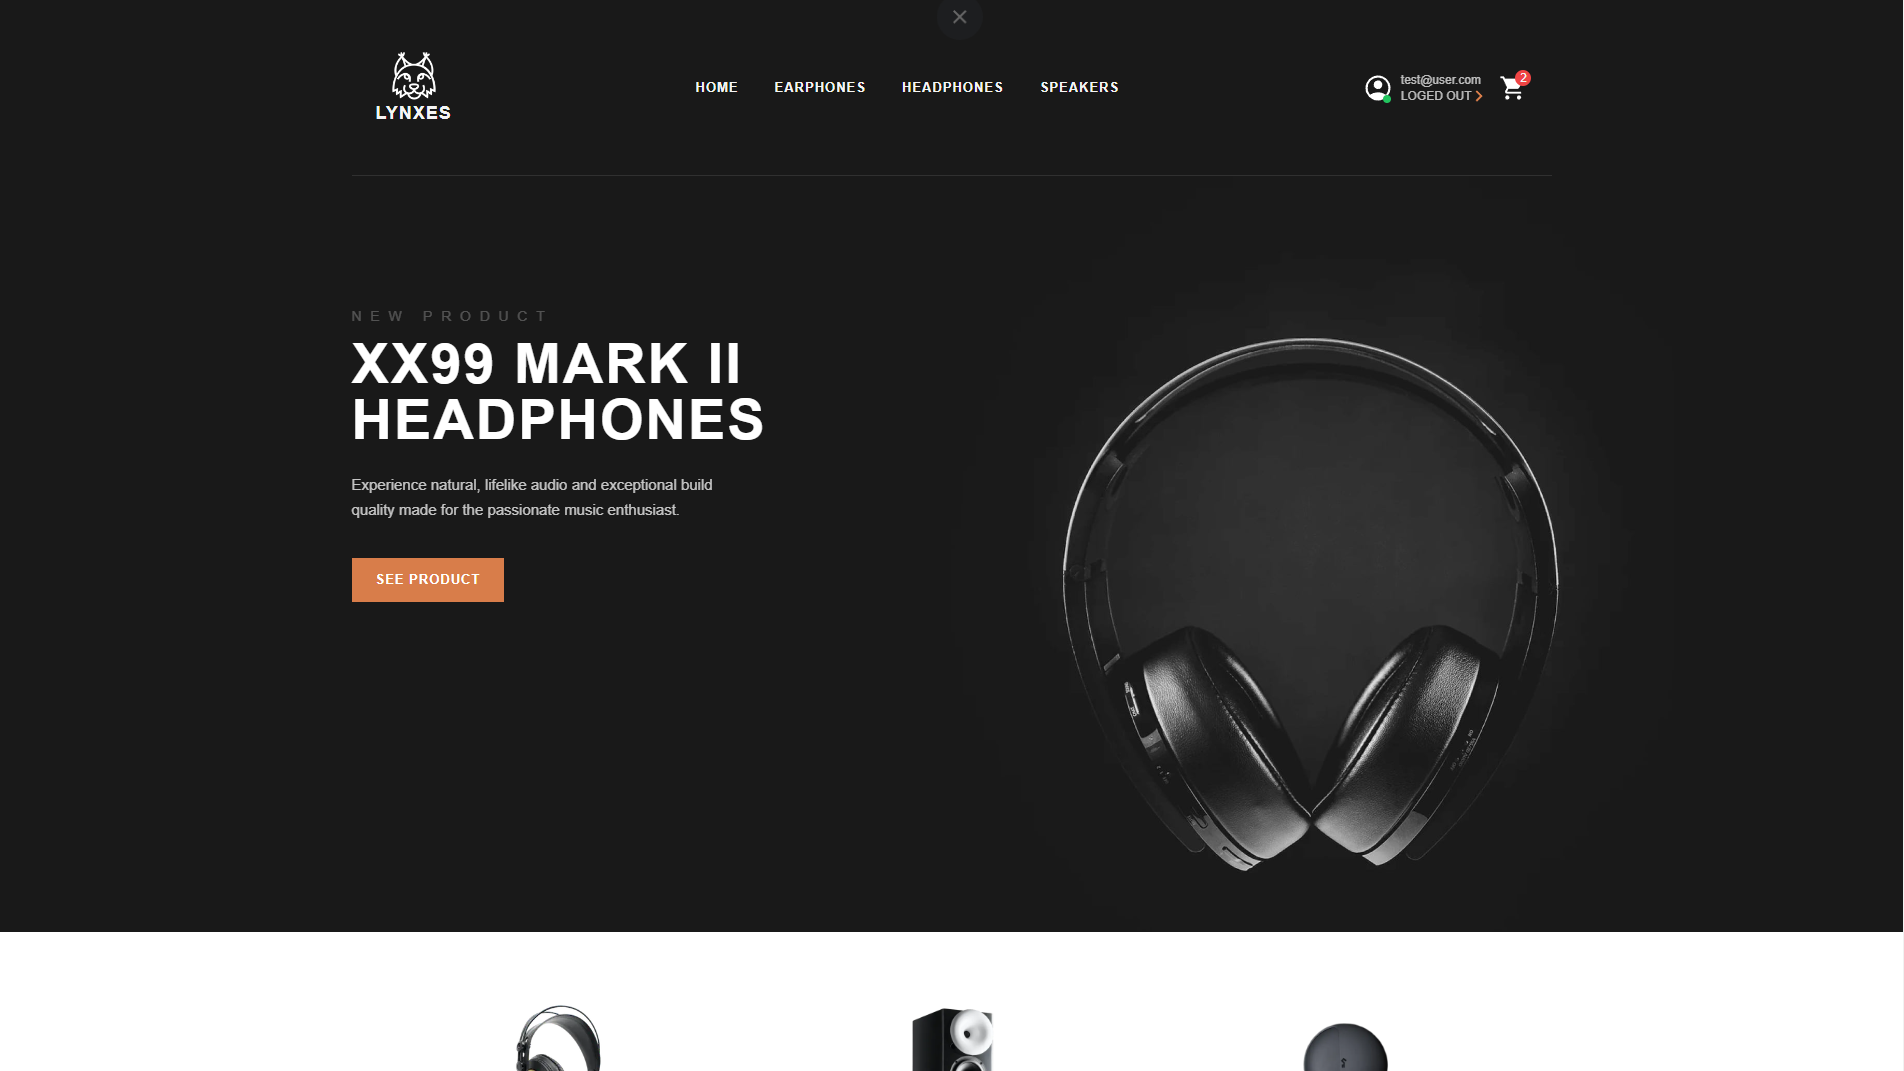 LYNXES
HOME
EARPHONES
HEADPHONES
SPEAKERS
test@user.com
LOGED OUT
2
NEW PRODUCT
XX99 MARK II
HEADPHONES
Experience natural, lifelike audio and exceptional build
quality made for the passionate music enthusiast.
SEE PRODUCT